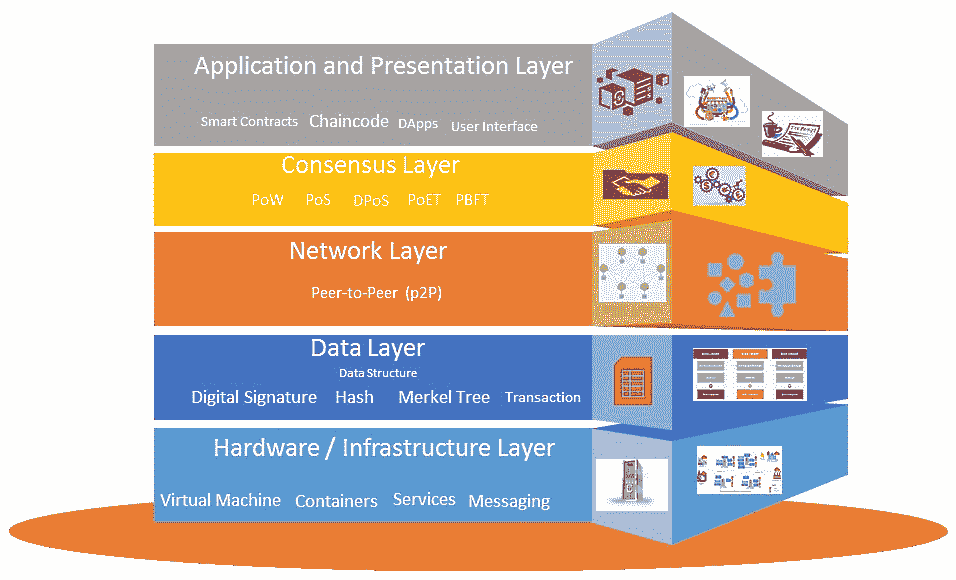 Application and Presentation Layer
Smart Contracts Chaincode DApps User Interface
Consensus Layer
PoW PoS DPoS PoET PBFT
Network Layer
Peer-to-Peer (p2P)
Data Layer
Data Structure
Digital Signature Hash Merkel Tree Transaction
Hardware / Infrastructure Layer
Virtual Machine Containers Services Messaging